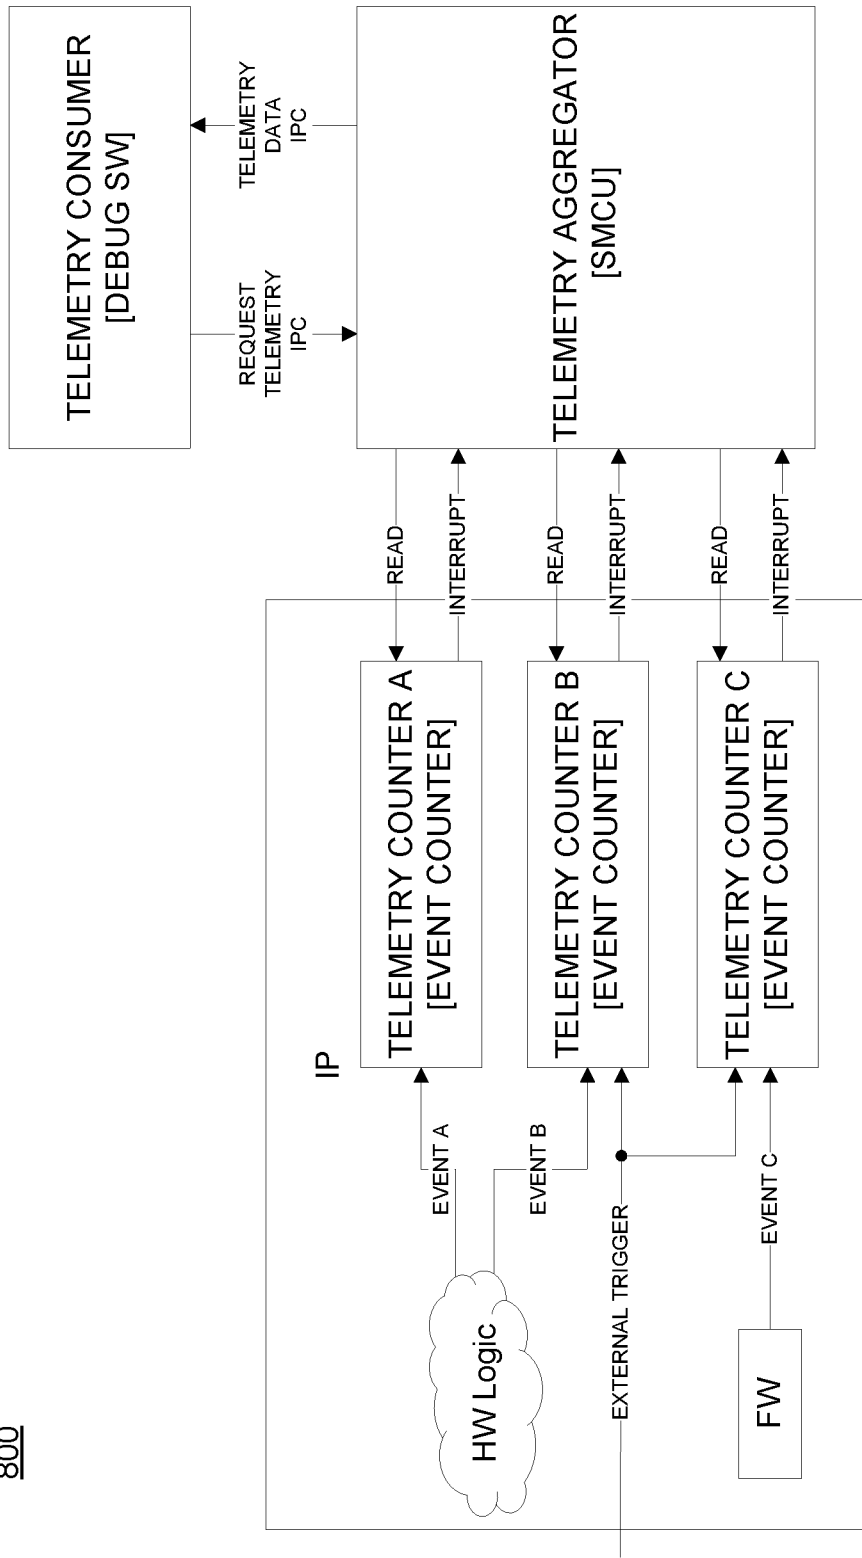 800
IP
HW Logic
FW
EVENT A
EVENT B
EXTERNAL TRIGGER
EVENT C
TELEMETRY COUNTER A
[EVENT COUNTER]
TELEMETRY COUNTER B
[EVENT COUNTER]
TELEMETRY COUNTER C
[EVENT COUNTER]
READ
INTERRUPT
READ
INTERRUPT
READ
INTERRUPT
TELEMETRY CONSUMER
[DEBUG SW]
REQUEST
TELEMETRY
IPC
TELEMETRY
DATA
IPC
TELEMETRY AGGREGATOR
[SMCU]